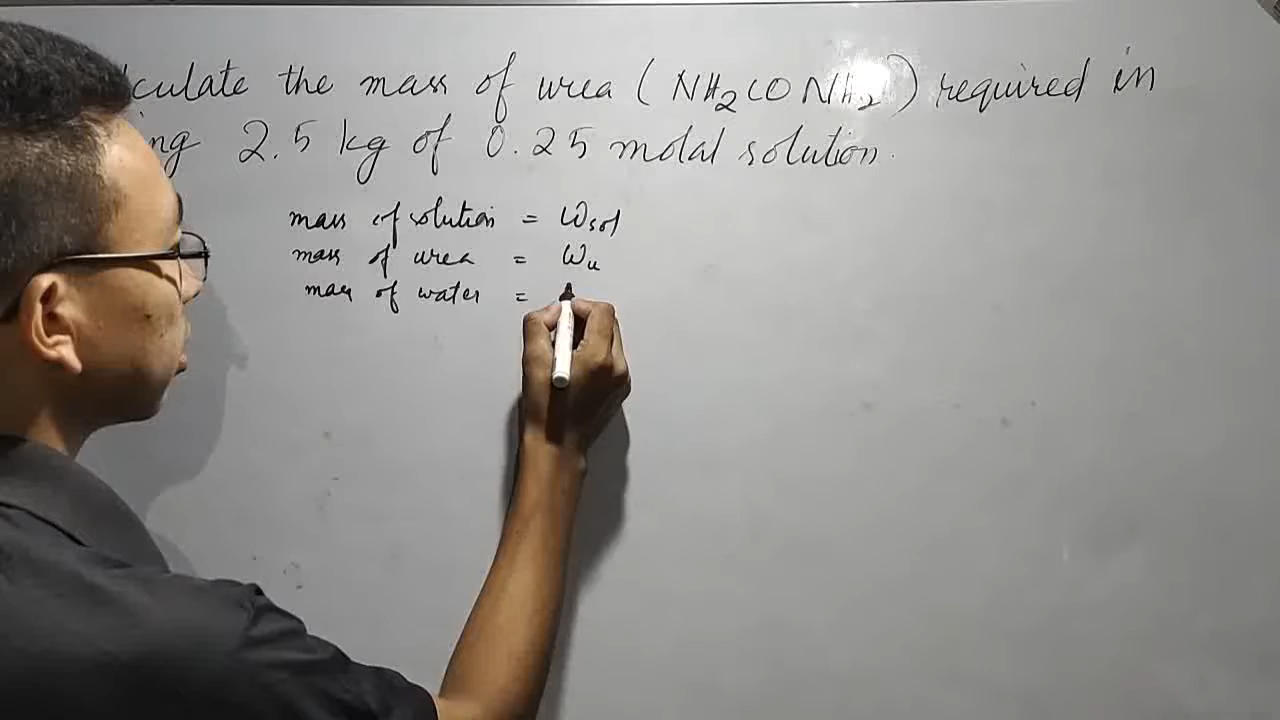 culate the mass of urea (NH2CONH2) required in
ng 2.5 kg of 0.25 molal solution.
mass of solution = Wsol
mass of urea = Wu
mass of water =